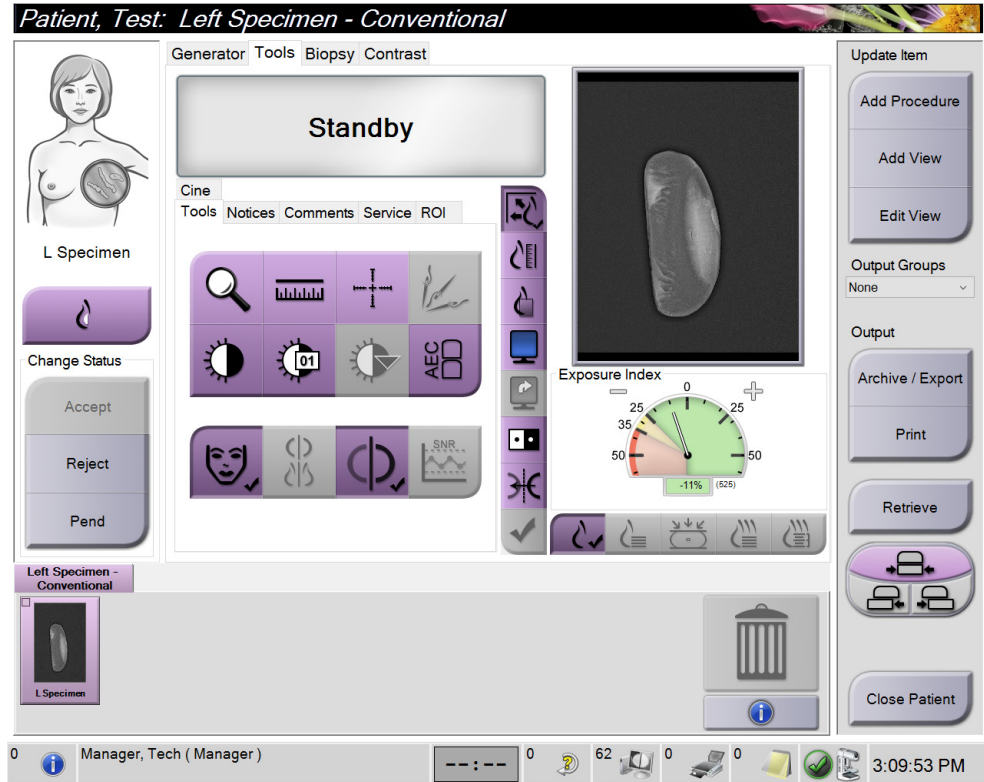 Patient, Test: Left Specimen - Conventional
Generator Tools Biopsy Contrast
Standby
Cine
Tools Notices Comments Service ROI
01
AEC
SNR
L Specimen
Change Status
Accept
Reject
Pend
Exposure Index
0
25 25
35
50 50
-11% (525)
Update Item
Add Procedure
Add View
Edit View
Output Groups
None
Output
Archive / Export
Print
Retrieve
Close Patient
Left Specimen -
Conventional
L Specimen
0 Manager, Tech ( Manager ) --:-- 0 62 0 0 3:09:53 PM